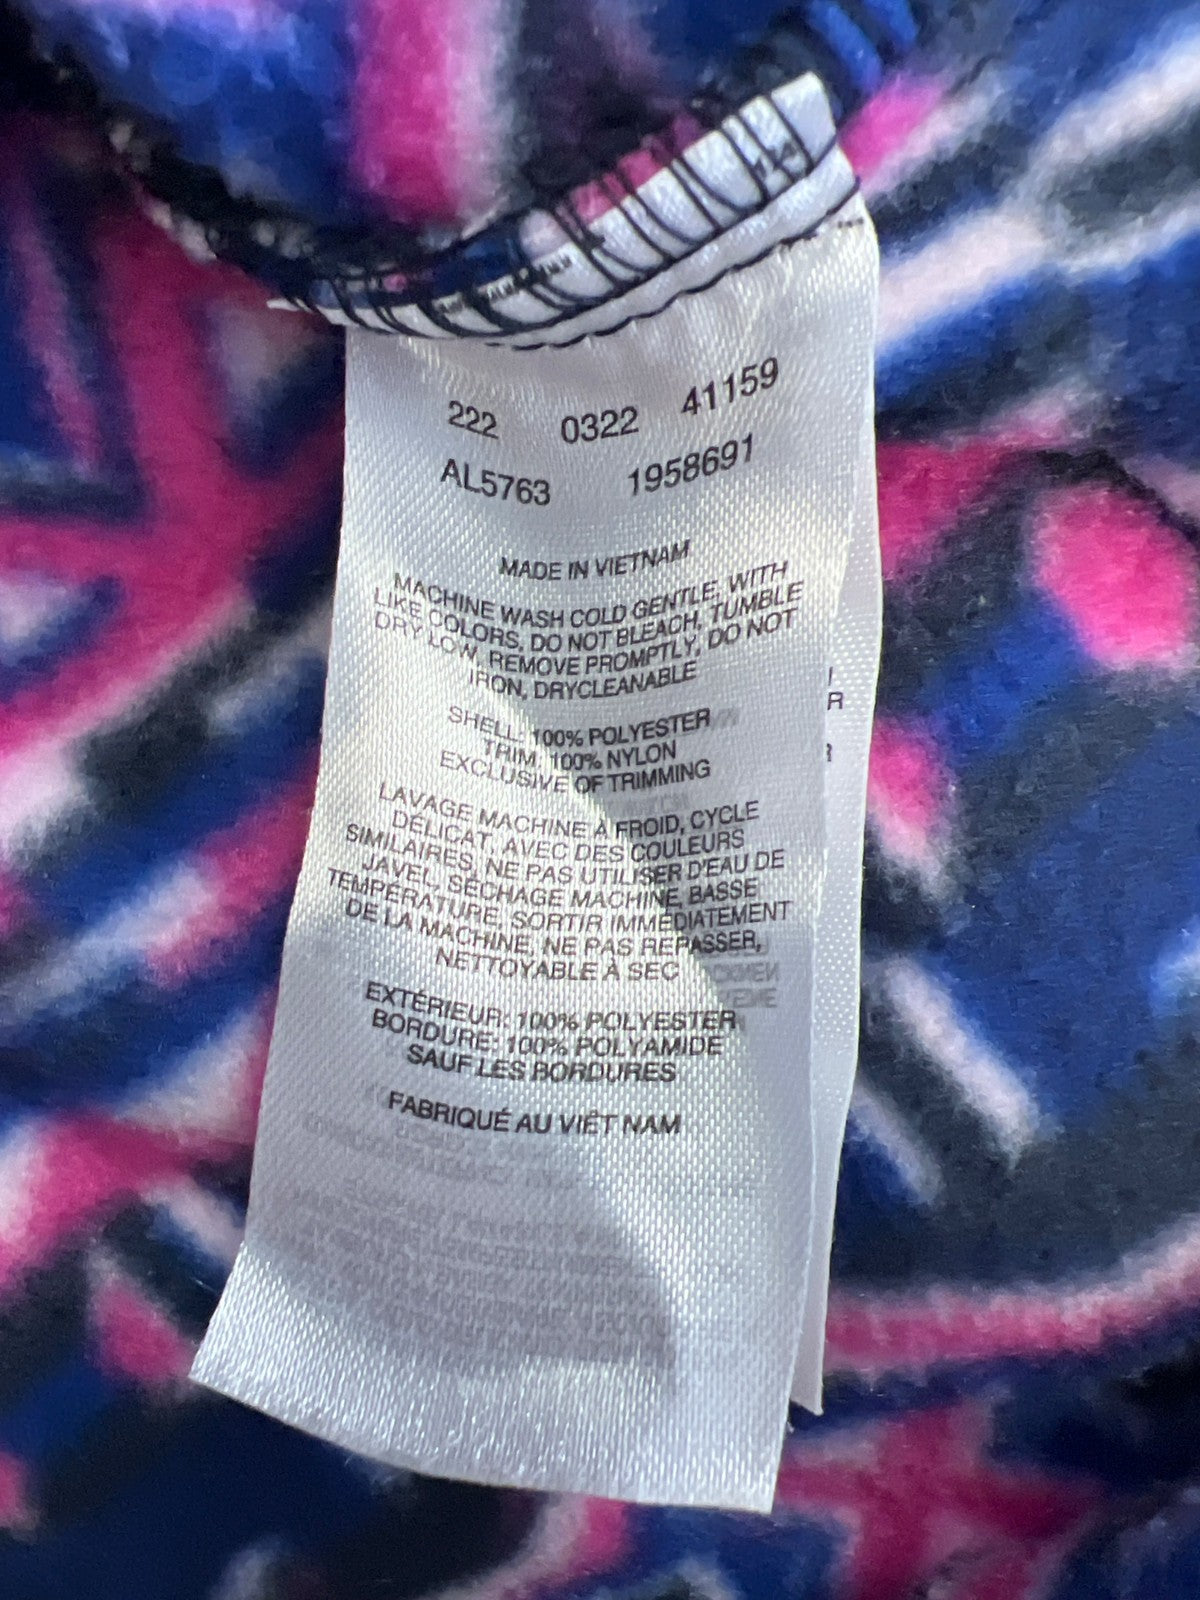 222 0322 41159
AL5763 1958691
MADE IN VIETNAM
MACHINE WASH COLD GENTLE, WITH
LIKE COLORS, DO NOT BLEACH, TUMBLE
DRY LOW, REMOVE PROMPTLY, DO NOT
IRON, DRYCLEANABLE
SHELL: 100% POLYESTER
TRIM: 100% NYLON
EXCLUSIVE OF TRIMMING
LAVAGE MACHINE À FROID, CYCLE
DÉLICAT, AVEC DES COULEURS
SIMILAIRES, NE PAS UTILISER D'EAU DE
JAVEL, SÉCHAGE MACHINE, BASSE
TEMPÉRATURE, SORTIR IMMÉDIATEMENT
DE LA MACHINE, NE PAS REPASSER,
NETTOYABLE À SEC
EXTÉRIEUR: 100% POLYESTER
BORDURE: 100% POLYAMIDE
SAUF LES BORDURES
FABRIQUÉ AU VIÊT NAM